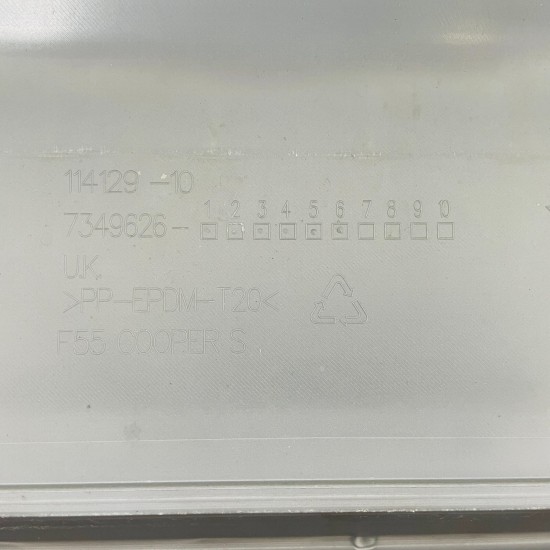 114129-10
1 2 3 4 5 6 7 8 9 10
7349626-
U.K.
>PP-EPDM-T20<
F55 COOPER S